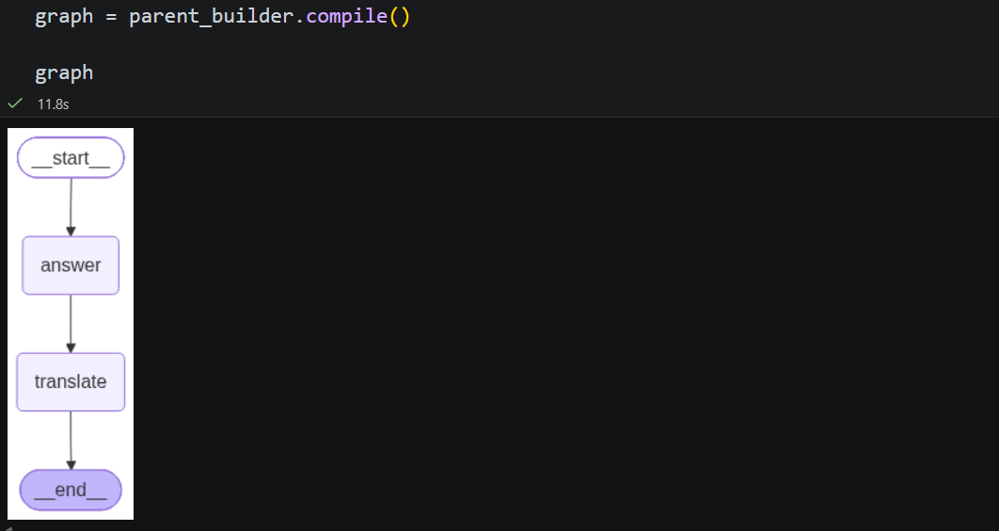 graph = parent_builder.compile()
graph
11.8s
__start__
answer
translate
__end__